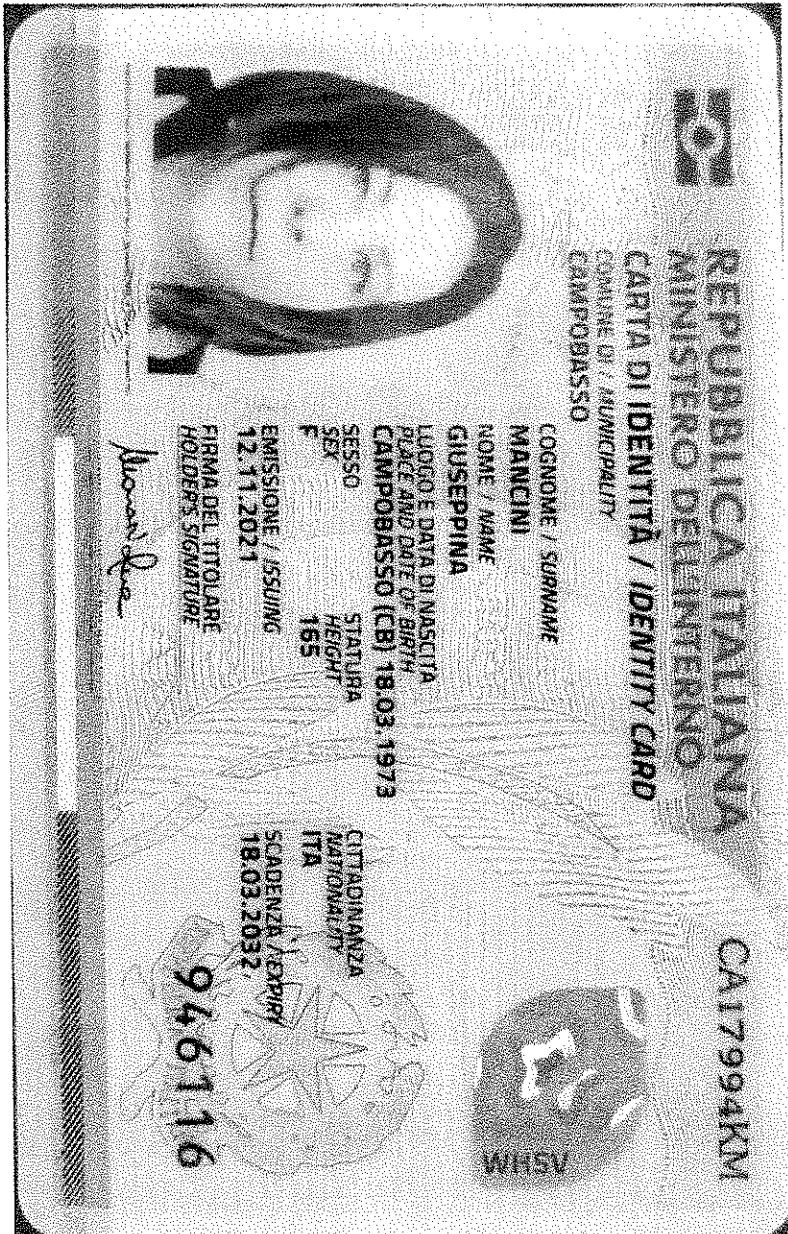 REPUBBLICA ITALIANA
MINISTERO DELL'INTERNO
CA17994KM
CARTA DI IDENTITÀ / IDENTITY CARD
COMUNE DI / MUNICIPALITY
CAMPOBASSO
COGNOME / SURNAME
MANCINI
NOME / NAME
GIUSEPPINA
LUOGO E DATA DI NASCITA
PLACE AND DATE OF BIRTH
CAMPOBASSO (CB) 18.03.1973
SESSO STATURA CITTADINANZA
SEX HEIGHT NATIONALITY
F 165 ITA
EMISSIONE / ISSUING SCADENZA / EXPIRY
12.11.2021 18.03.2032
FIRMA DEL TITOLARE
HOLDER'S SIGNATURE
946116
WHSV